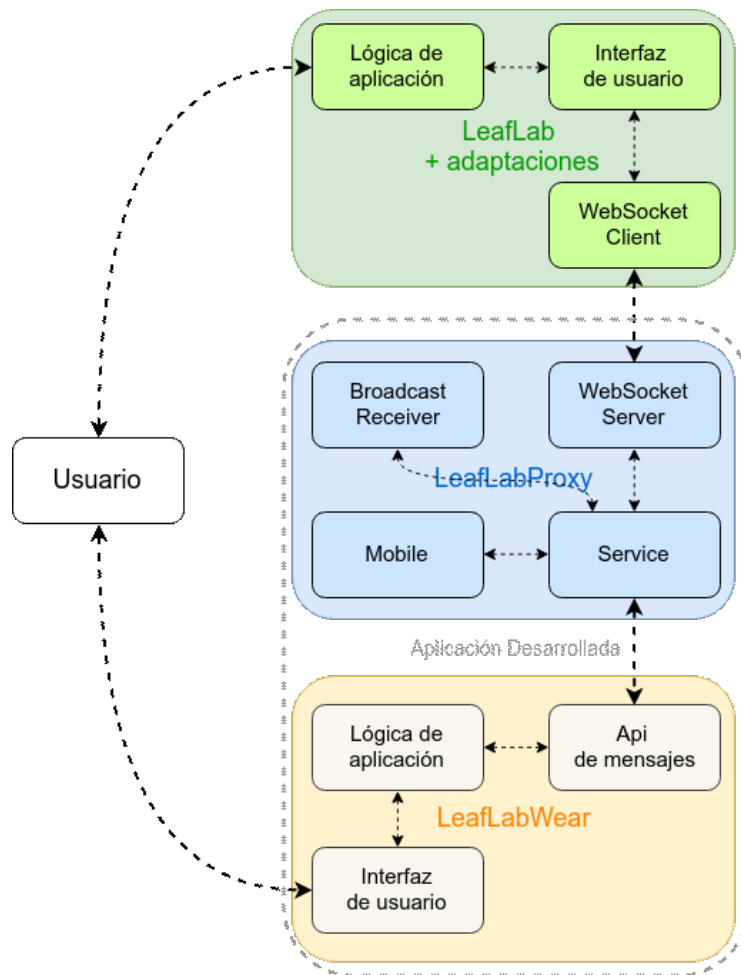 Lógica de
aplicación
Interfaz
de usuario
LeafLab
+ adaptaciones
WebSocket
Client
Broadcast
Receiver
WebSocket
Server
Usuario
LeafLabProxy
Mobile
Service
Aplicación Desarrollada
Lógica de
aplicación
Api
de mensajes
LeafLabWear
Interfaz
de usuario